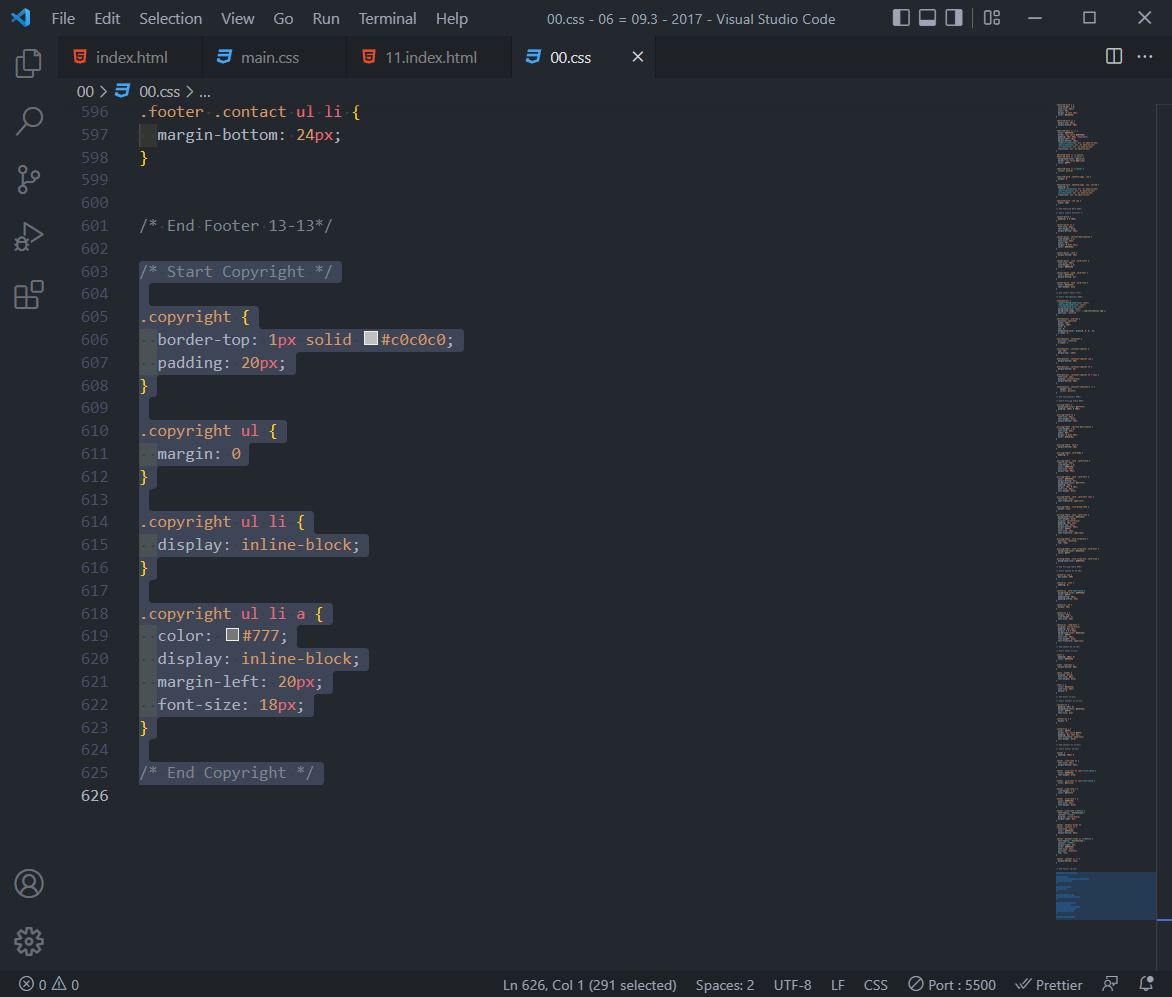 File Edit Selection View Go Run Terminal Help 00.css - 06 = 09.3 - 2017 - Visual Studio Code
index.html main.css 11.index.html 00.css
00 > 00.css > ...
596 .footer .contact ul li {
597 margin-bottom: 24px;
598 }
599
600
601 /* End Footer 13-13*/
602
603 /* Start Copyright */
604
605 .copyright {
606 border-top: 1px solid #c0c0c0;
607 padding: 20px;
608 }
609
610 .copyright ul {
611 margin: 0
612 }
613
614 .copyright ul li {
615 display: inline-block;
616 }
617
618 .copyright ul li a {
619 color: #777;
620 display: inline-block;
621 margin-left: 20px;
622 font-size: 18px;
623 }
624
625 /* End Copyright */
626
0 0 Ln 626, Col 1 (291 selected) Spaces: 2 UTF-8 LF CSS Port : 5500 Prettier